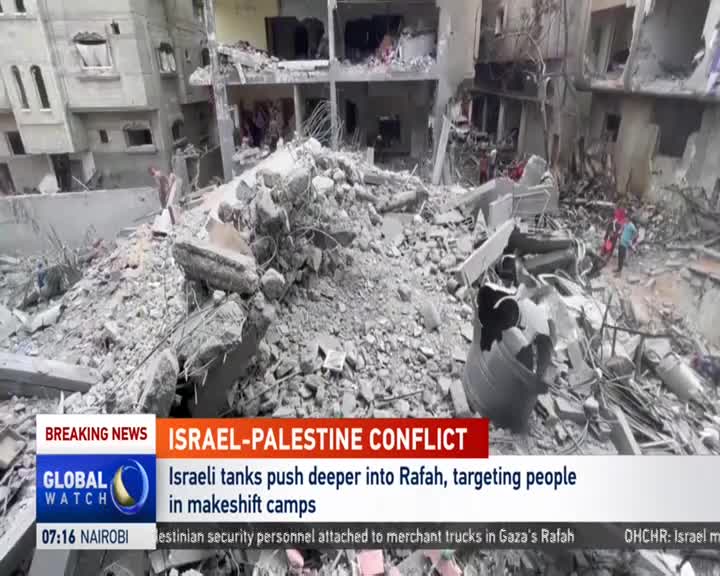 BREAKING NEWS
ISRAEL-PALESTINE CONFLICT
GLOBAL
WATCH
Israeli tanks push deeper into Rafah, targeting people
in makeshift camps
07:16 NAIROBI
estinian security personnel attached to merchant trucks in Gaza's Rafah OHCHR: Israel m